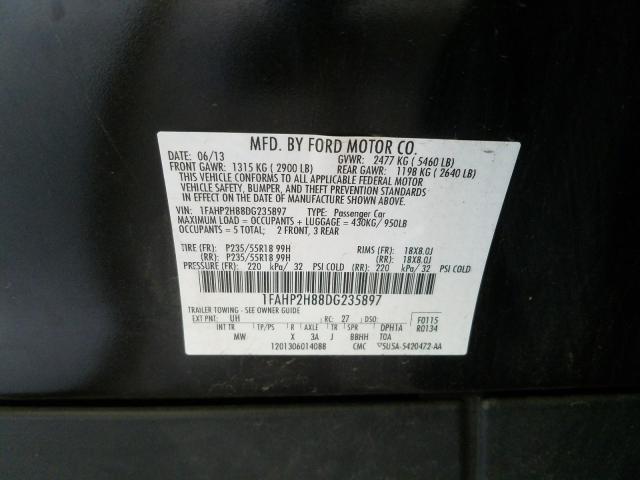 MFD. BY FORD MOTOR CO.
DATE: 06/13 GVWR: 2477 KG ( 5460 LB)
FRONT GAWR: 1315 KG ( 2900 LB) REAR GAWR: 1198 KG ( 2640 LB)
THIS VEHICLE CONFORMS TO ALL APPLICABLE FEDERAL MOTOR
VEHICLE SAFETY, BUMPER, AND THEFT PREVENTION STANDARDS
IN EFFECT ON THE DATE OF MANUFACTURE SHOWN ABOVE.
VIN: 1FAHP2H88DG235897 TYPE: Passenger Car
MAXIMUM LOAD = OCCUPANTS + LUGGAGE = 430KG/ 950LB
OCCUPANTS = 5 TOTAL; 2 FRONT, 3 REAR
TIRE (FR): P235/55R18 99H RIMS (FR): 18X8.0J
(RR): P235/55R18 99H (RR): 18X8.0J
PRESSURE (FR): 220 kPa/ 32 PSI COLD (RR): 220 kPa/ 32 PSI COLD
1FAHP2H88DG235897
TRAILER TOWING - SEE OWNER GUIDE
EXT PNT: UH RC: 27 DSO: F0115
INT TR TP/PS R AXLE TR SPR DPHTA R0134
MW X 3A J BBHH TOA
1201306014088 CMC 5U5A-5420472-AA